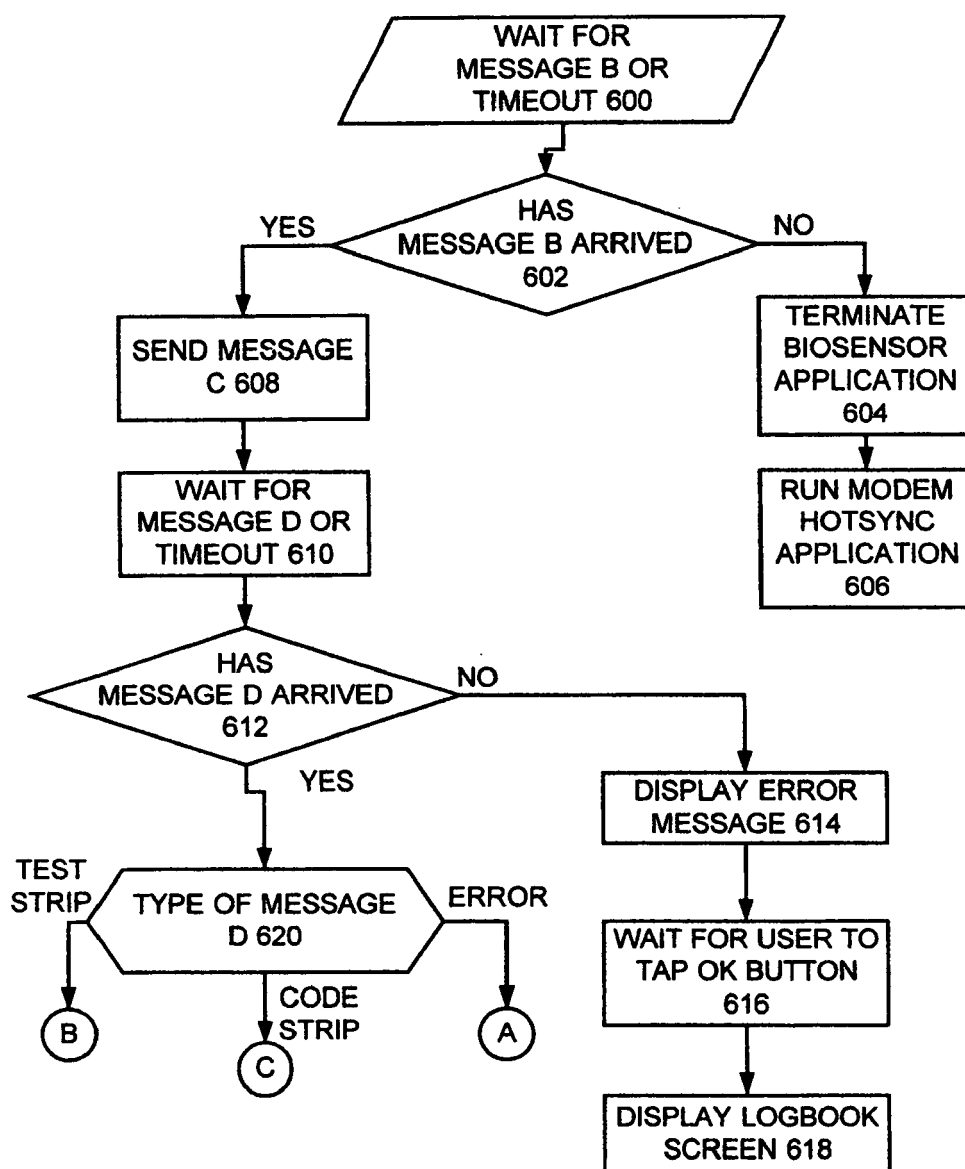 WAIT FOR
MESSAGE B OR
TIMEOUT 600
YES
HAS
MESSAGE B ARRIVED
602
NO
SEND MESSAGE
C 608
TERMINATE
BIOSENSOR
APPLICATION
604
WAIT FOR
MESSAGE D OR
TIMEOUT 610
RUN MODEM
HOTSYNC
APPLICATION
606
HAS
MESSAGE D ARRIVED
612
NO
YES
DISPLAY ERROR
MESSAGE 614
TEST
STRIP
TYPE OF MESSAGE
D 620
ERROR
WAIT FOR USER TO
TAP OK BUTTON
616
CODE
STRIP
B
C
A
DISPLAY LOGBOOK
SCREEN 618